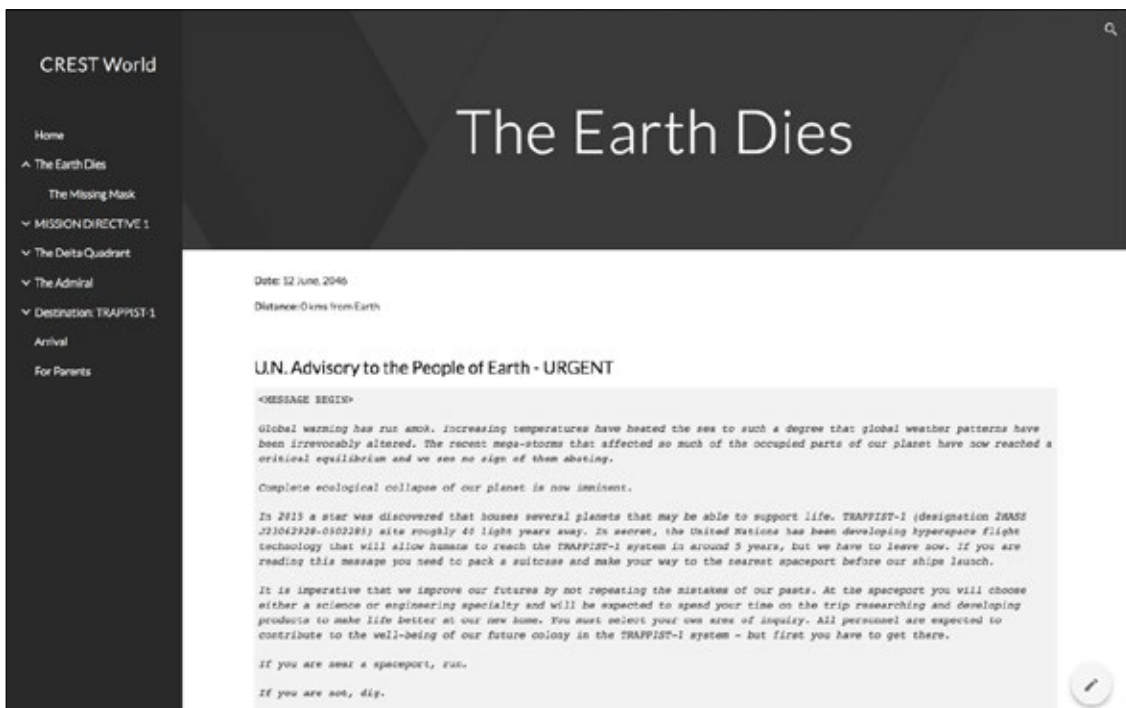 CREST World
Home
The Earth Dies
The Missing Mask
MISSION DIRECTIVE 1
The Delta Quadrant
The Admiral
Destination: TRAPPIST-1
Arrival
For Parents
The Earth Dies
Date: 12 June, 2046
Distance: 0 kms from Earth
U.N. Advisory to the People of Earth - URGENT
<MESSAGE BEGIN>
Global warming has run amok. Increasing temperatures have heated the sea to such a degree that global weather patterns have
been irrevocably altered. The recent mega-storms that affected so much of the occupied parts of our planet have now reached a
critical equilibrium and we see no sign of them abating.
Complete ecological collapse of our planet is now imminent.
In 2015 a star was discovered that houses several planets that may be able to support life. TRAPPIST-1 (designation 2MASS
J23062928-0502285) sits roughly 40 light years away. In secret, the United Nations has been developing hyperspace flight
technology that will allow humans to reach the TRAPPIST-1 system in around 5 years, but we have to leave now. If you are
reading this message you need to pack a suitcase and make your way to the nearest spaceport before our ships launch.
It is imperative that we improve our futures by not repeating the mistakes of our pasts. At the spaceport you will choose
either a science or engineering specialty and will be expected to spend your time on the trip researching and developing
products to make life better at our new home. You must select your own area of inquiry. All personnel are expected to
contribute to the well-being of our future colony in the TRAPPIST-1 system - but first you have to get there.
If you are near a spaceport, run.
If you are not, dig.